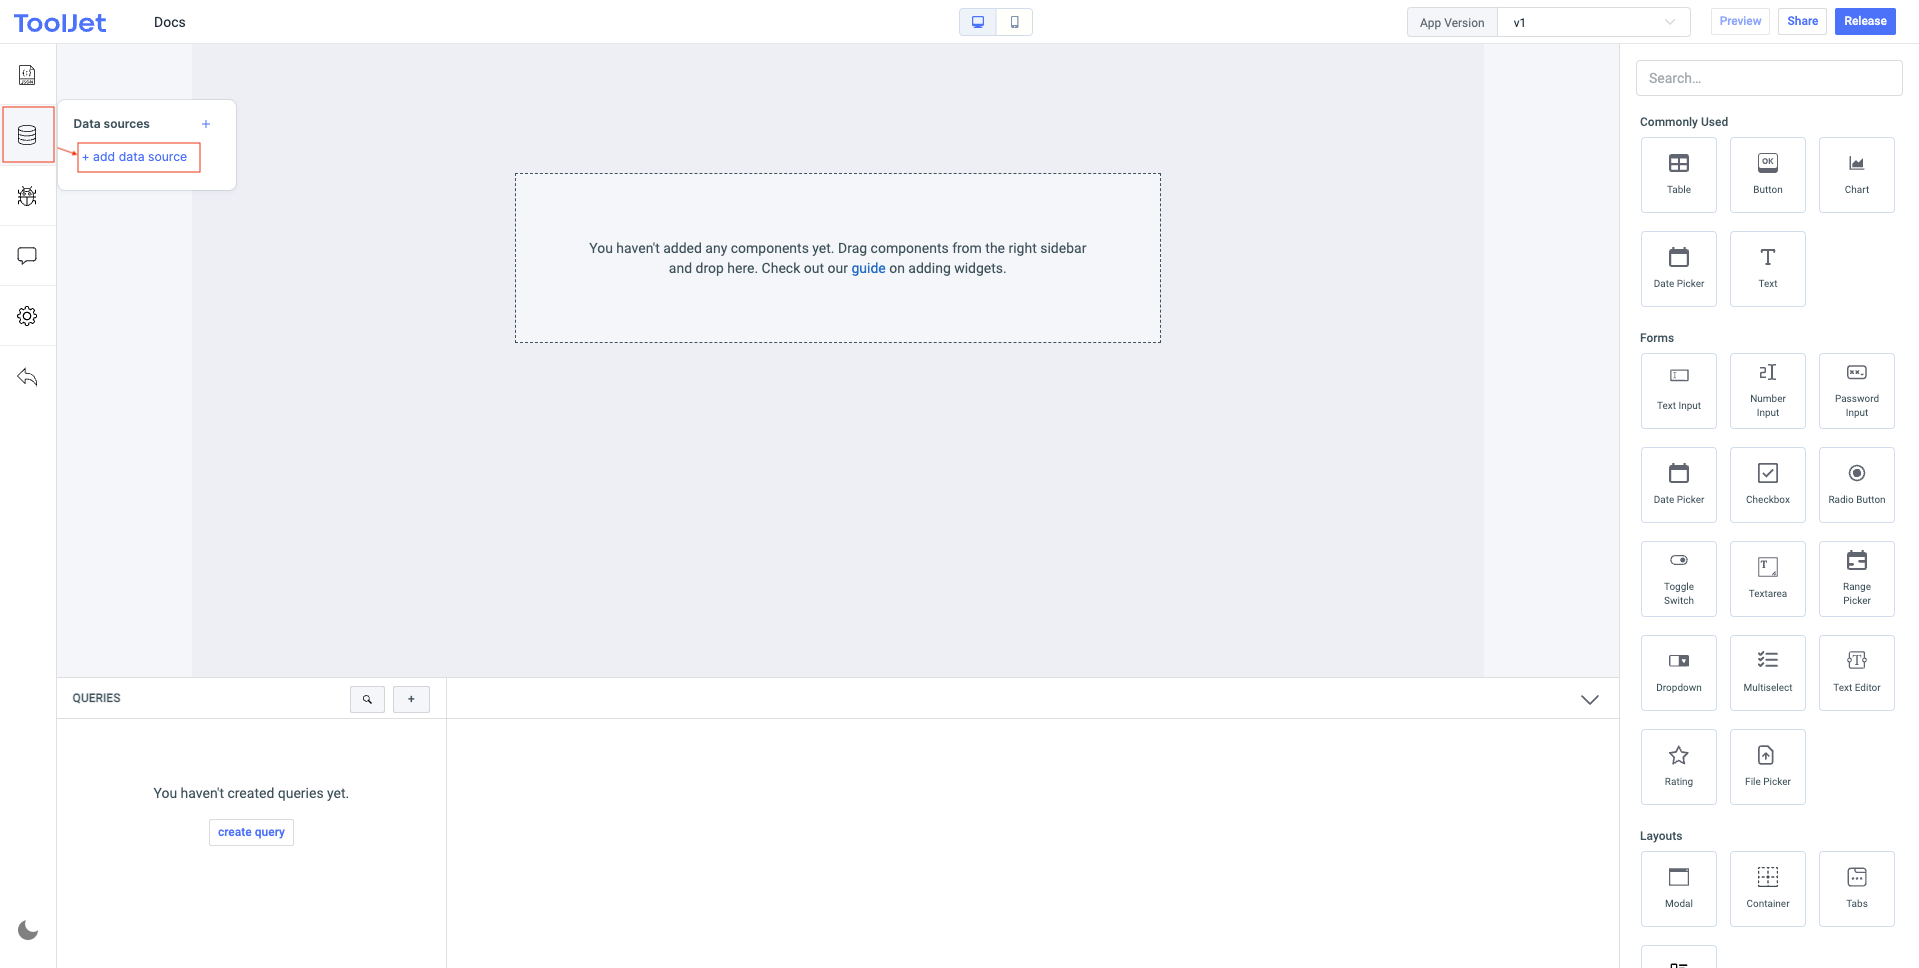 ToolJet
Docs
App Version
v1
Preview
Share
Release
Data sources +
+ add data source
You haven't added any components yet. Drag components from the right sidebar
and drop here. Check out our guide on adding widgets.
Search...
Commonly Used
OK
Table
Button
Chart
Date Picker
Text
Forms
Text Input
Number
Input
Password
Input
Date Picker
Checkbox
Radio Button
Toggle
Switch
Textarea
Range
Picker
Dropdown
Multiselect
Text Editor
Rating
File Picker
Layouts
Modal
Container
Tabs
QUERIES
+
You haven't created queries yet.
create query